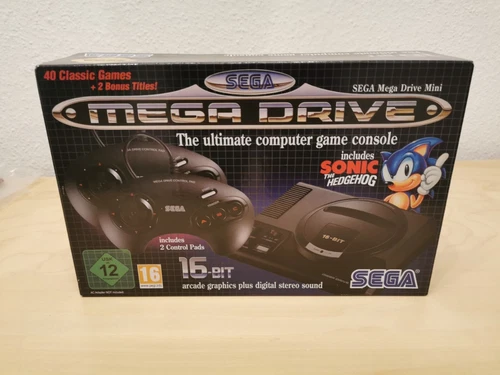 40 Classic Games
+ 2 Bonus Titles!
SEGA
SEGA Mega Drive Mini
MEGA DRIVE
The ultimate computer game console
includes
SONIC
THE
HEDGEHOG
SEGA
16-BIT
includes
2 Control Pads
12
16
16-BIT
arcade graphics plus digital stereo sound
SEGA